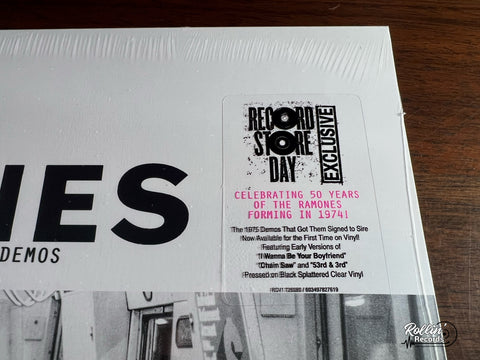 RECORD
STORE
DAY
EXCLUSIVE
CELEBRATING 50 YEARS
OF THE RAMONES
FORMING IN 1974!
The 1975 Demos That Got Them Signed to Sire
Now Available for the First Time on Vinyl!
Featuring Early Versions of
"I Wanna Be Your Boyfriend"
"Chain Saw" and "53rd & 3rd"
Pressed on Black Splattered Clear Vinyl
/ 603497827619
NES
DEMOS
Rollin'
Records